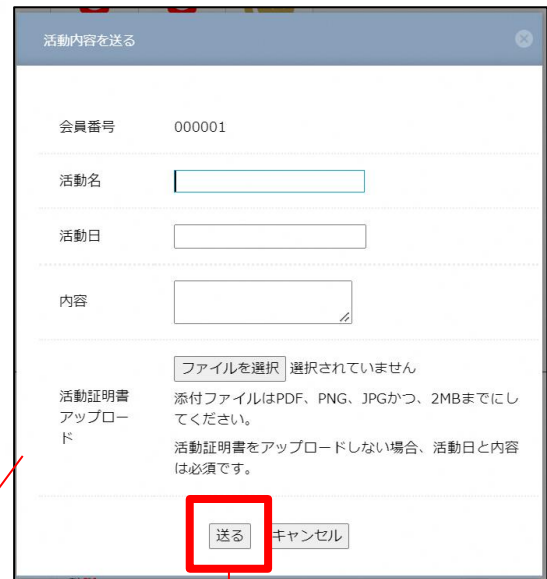 活動内容を送る
会員番号 000001
活動名
活動日
内容
ファイルを選択 選択されていません
活動証明書
アップロー
ド
添付ファイルはPDF、PNG、JPGかつ、2MBまでにし
てください。
活動証明書をアップロードしない場合、活動日と内容
は必須です。
送る キャンセル